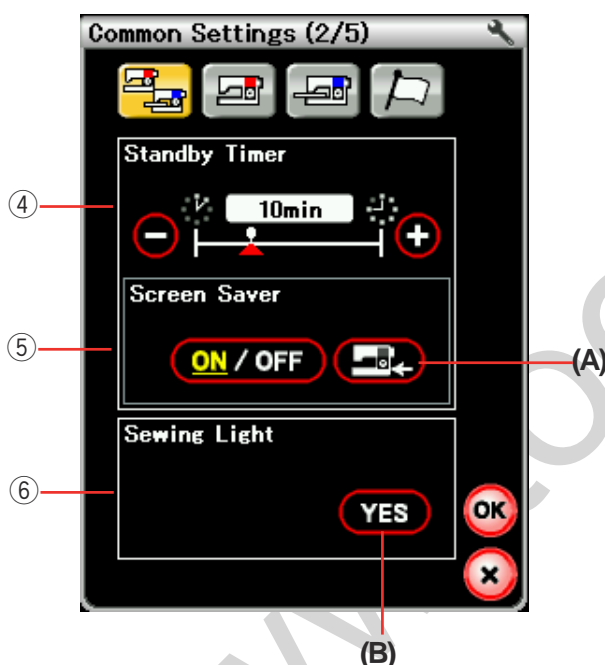 Common Settings (2/5)
Standby Timer
④
10min
− +
Screen Saver
⑤
ON / OFF
(A)
Sewing Light
⑥
YES
OK
×
(B)